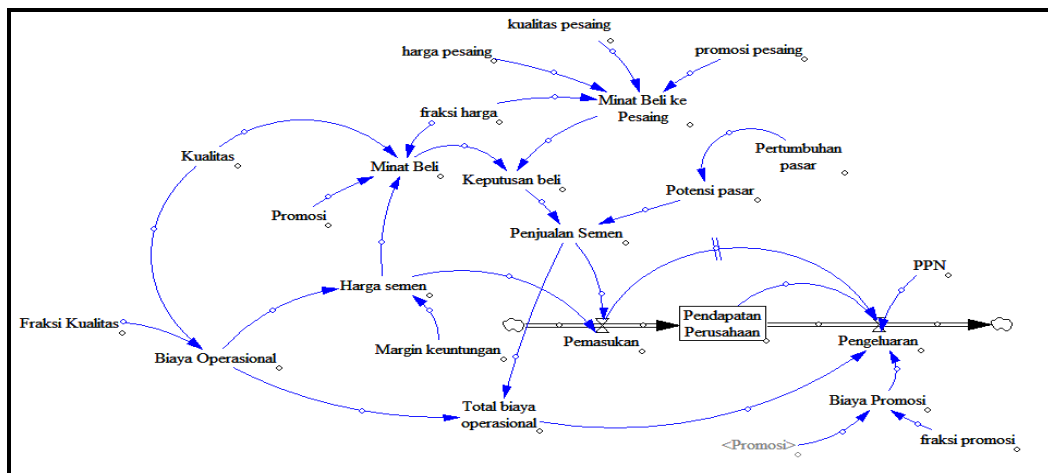 kualitas pesaing
harga pesaing
promosi pesaing
fraksi harga
Minat Beli ke
Pesaing
Kualitas
Minat Beli
Keputusan beli
Pertumbuhan
pasar
Potensi pasar
Promosi
Penjualan Semen
PPN
Harga semen
Fraksi Kualitas
Biaya Operasional
Margin keuntungan
Pemasukan
Pendapatan
Perusahaan
Pengeluaran
Total biaya
operasional
Biaya Promosi
<Promosi>
fraksi promosi